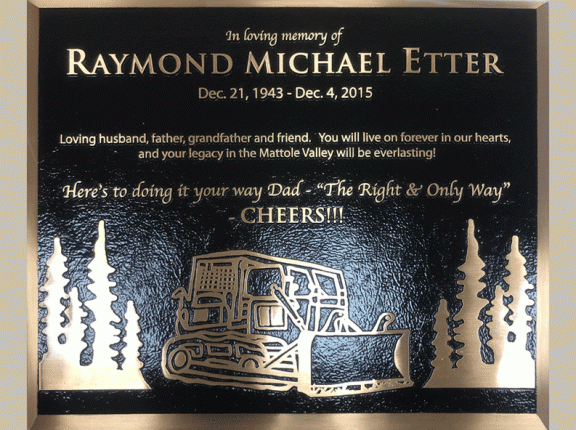 In loving memory of
RAYMOND MICHAEL ETTER
Dec. 21, 1943 - Dec. 4, 2015
Loving husband, father, grandfather and friend. You will live on forever in our hearts,
and your legacy in the Mattole Valley will be everlasting!
Here's to doing it your way Dad - "The Right & Only Way"
- CHEERS!!!